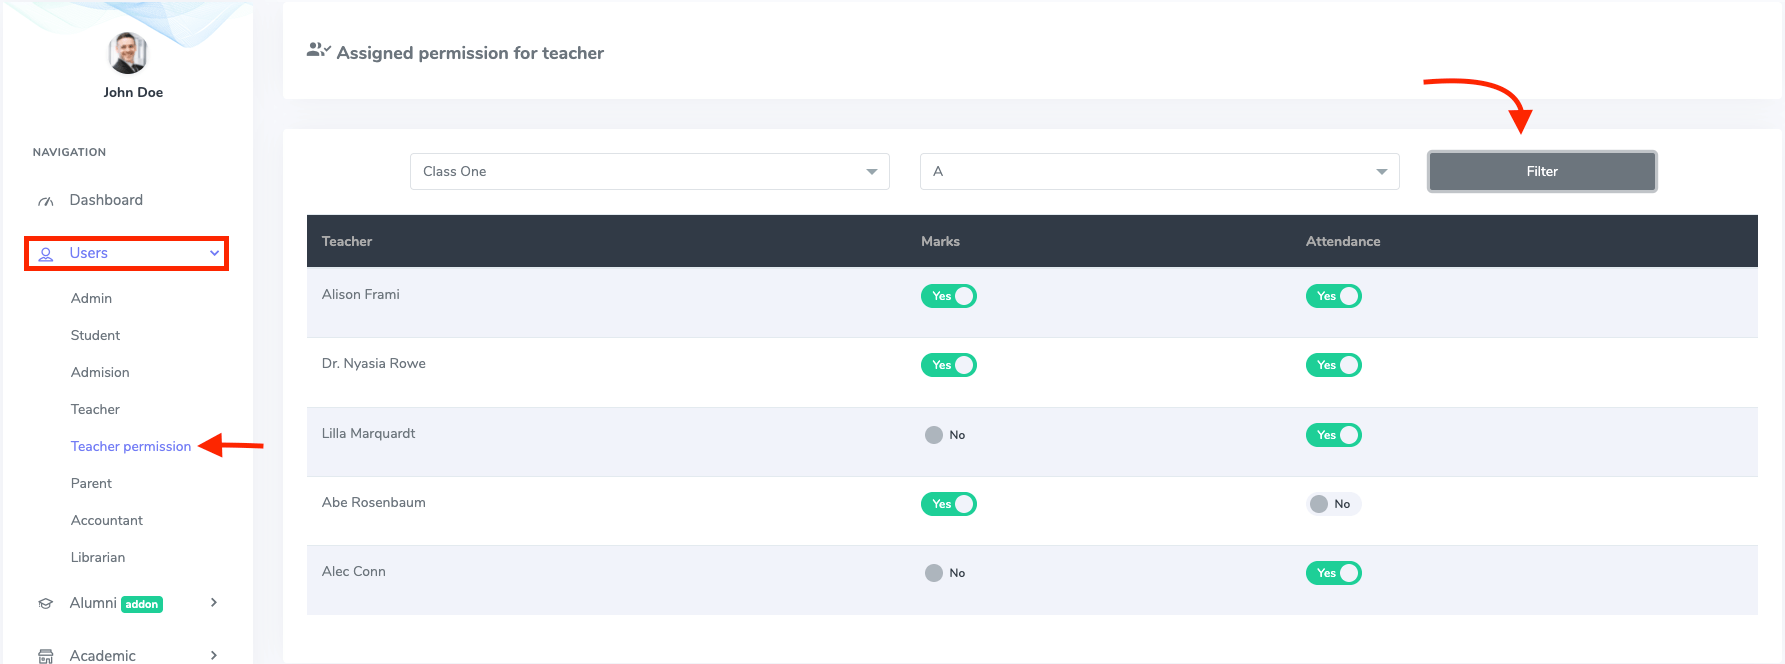 John Doe
NAVIGATION
Dashboard
Users
Admin
Student
Admision
Teacher
Teacher permission
Parent
Accountant
Librarian
Alumni addon
Academic
Assigned permission for teacher
Class One A Filter
Teacher Marks Attendance
Alison Frami Yes Yes
Dr. Nyasia Rowe Yes Yes
Lilla Marquardt No Yes
Abe Rosenbaum Yes No
Alec Conn No Yes